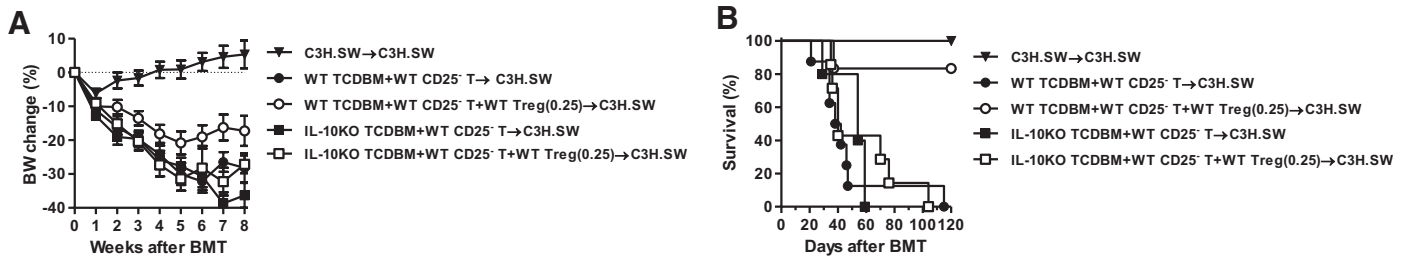 A
BW change (%)
10
0
-10
-20
-30
-40
0 1 2 3 4 5 6 7 8
Weeks after BMT
C3H.SW→C3H.SW
WT TCDBM+WT CD25⁻ T→ C3H.SW
WT TCDBM+WT CD25⁻ T+WT Treg(0.25)→C3H.SW
IL-10KO TCDBM+WT CD25⁻ T→C3H.SW
IL-10KO TCDBM+WT CD25⁻ T+WT Treg(0.25)→C3H.SW
B
Survival (%)
100
80
60
40
20
0
0 20 40 60 80 100 120
Days after BMT
C3H.SW→C3H.SW
WT TCDBM+WT CD25⁻ T→C3H.SW
WT TCDBM+WT CD25⁻ T+WT Treg(0.25)→C3H.SW
IL-10KO TCDBM+WT CD25⁻ T→C3H.SW
IL-10KO TCDBM+WT CD25⁻ T+WT Treg(0.25)→C3H.SW